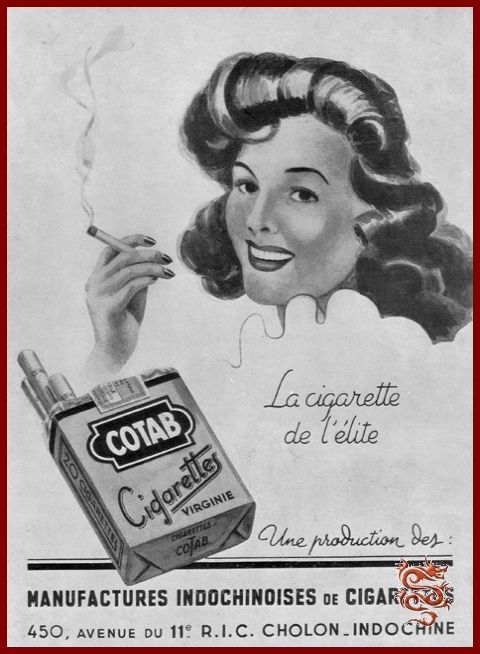 La cigarette
de l'élite
20 CIGARETTES
COTAB
Cigarettes
VIRGINIE
CIGARETTES
COTAB
Une production des :
MANUFACTURES INDOCHINOISES DE
450, AVENUE DU 11e R.I.C. CHOLON_INDOCHINE